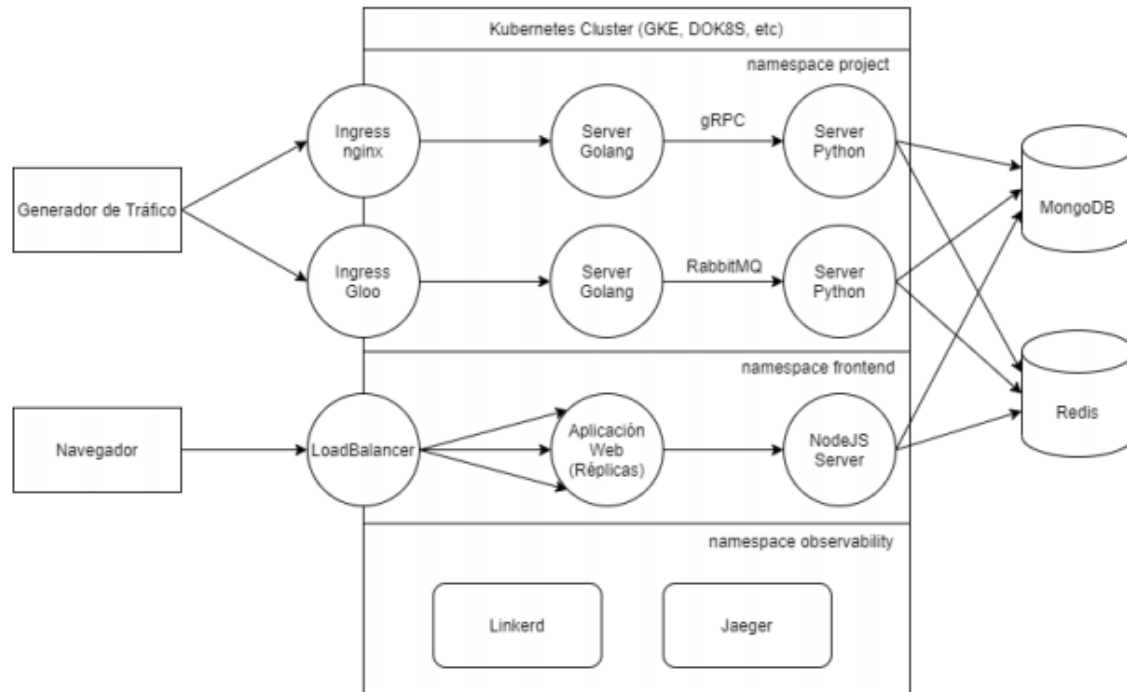 Kubernetes Cluster (GKE, DOK8S, etc)
namespace project
Ingress
nginx
Server
Golang
gRPC
Server
Python
Generador de Tráfico
MongoDB
Ingress
Gloo
Server
Golang
RabbitMQ
Server
Python
namespace frontend
Redis
Navegador
LoadBalancer
Aplicación
Web
(Réplicas)
NodeJS
Server
namespace observability
Linkerd
Jaeger